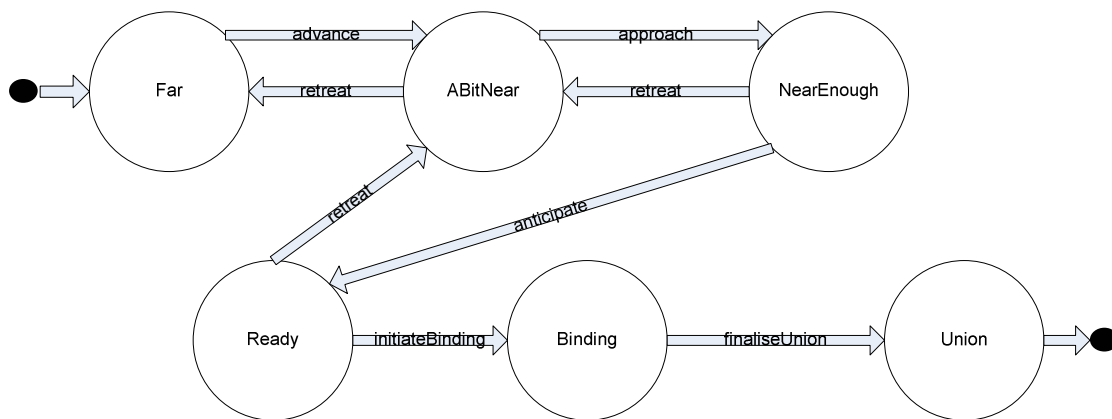 advance
approach
Far
retreat
ABitNear
retreat
NearEnough
retreat
anticipate
Ready
initiateBinding
Binding
finaliseUnion
Union